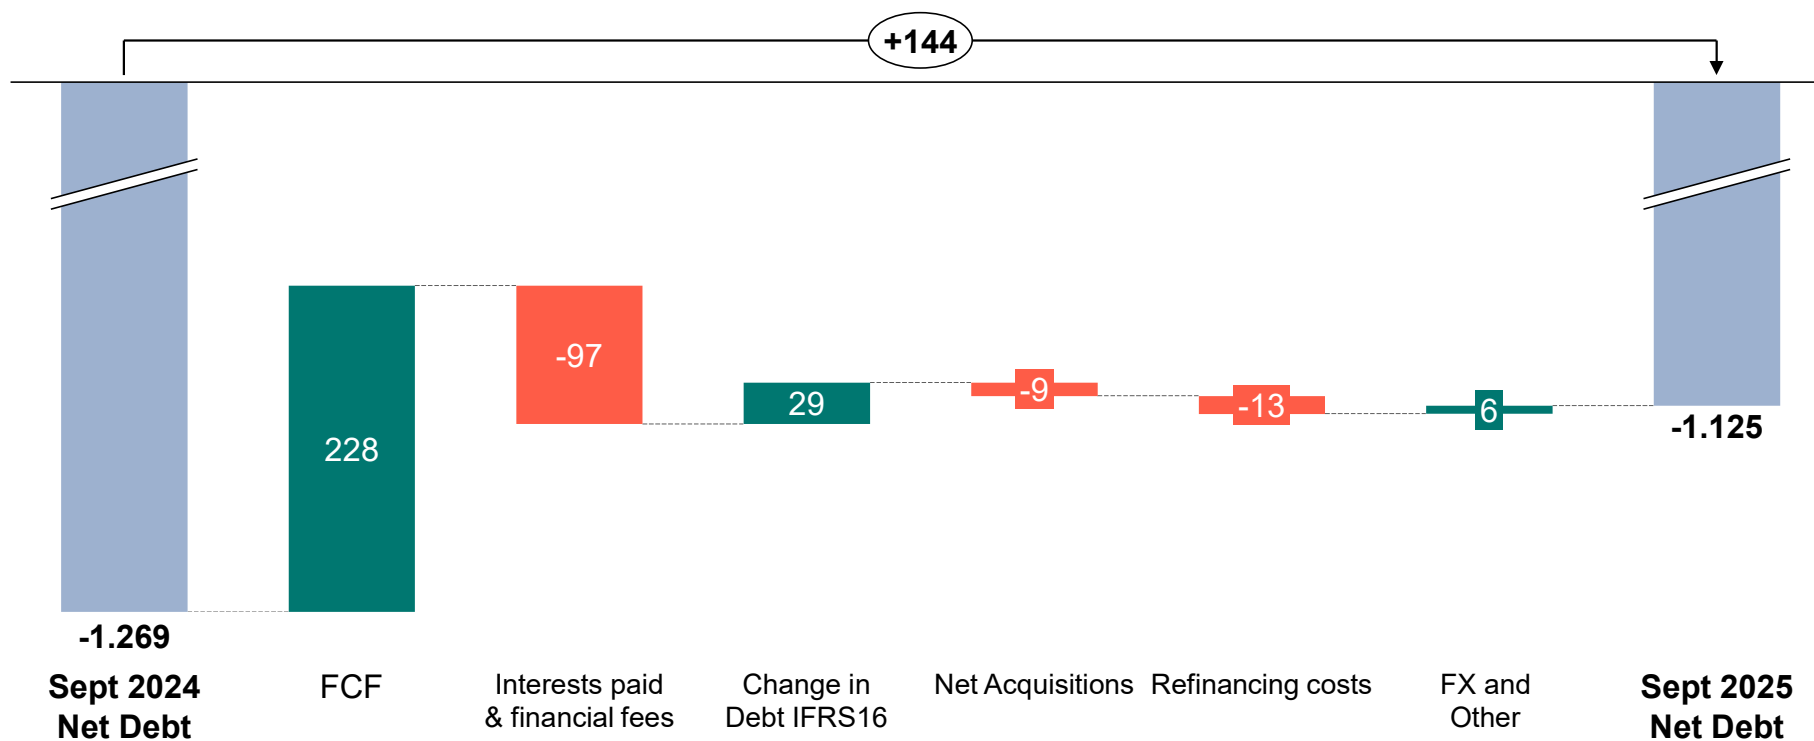 +144
228
-97
29
-9
-13
6
-1.125
-1.269
Sept 2024
Net Debt
FCF
Interests paid
& financial fees
Change in
Debt IFRS16
Net Acquisitions
Refinancing costs
FX and
Other
Sept 2025
Net Debt